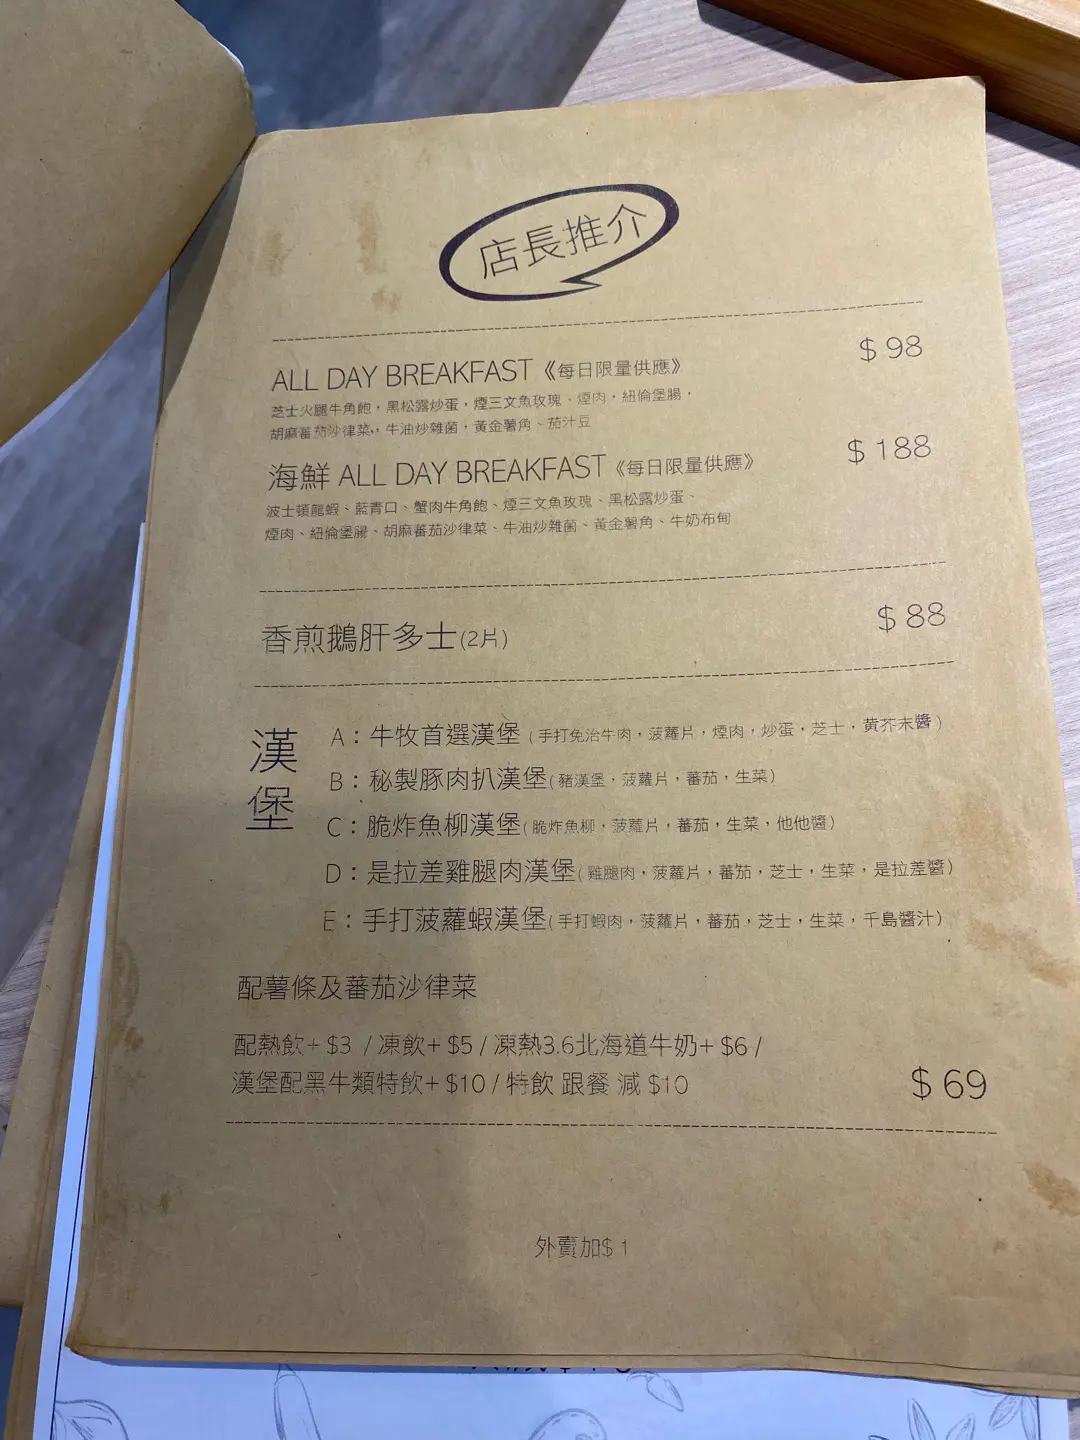 店長推介
ALL DAY BREAKFAST《每日限量供應》 $ 98
芝士火腿牛角飽，黑松露炒蛋，煙三文魚玫瑰、煙肉，紐倫堡腸，
胡麻蕃茄沙律菜，牛油炒雜菌，黃金薯角、茄汁豆
海鮮 ALL DAY BREAKFAST《每日限量供應》 $ 188
波士頓龍蝦、藍青口、蟹肉牛角飽、煙三文魚玫瑰、黑松露炒蛋、
煙肉、紐倫堡腸、胡麻蕃茄沙律菜、牛油炒雜菌、黃金薯角、牛奶布甸
香煎鵝肝多士(2片) $ 88
漢堡
A：牛牧首選漢堡（手打免治牛肉，菠蘿片，煙肉，炒蛋，芝士，黄芥末醬）
B：秘製豚肉扒漢堡(豬漢堡，菠蘿片，蕃茄，生菜)
C：脆炸魚柳漢堡(脆炸魚柳，菠蘿片，蕃茄，生菜，他他醬)
D：是拉差雞腿肉漢堡(雞腿肉，菠蘿片，蕃茄，芝士，生菜，是拉差醬)
E：手打菠蘿蝦漢堡(手打蝦肉，菠蘿片，蕃茄，芝士，生菜，千島醬汁)
配薯條及蕃茄沙律菜
配熱飲+ $3 / 凍飲+ $5 / 凍熱3.6北海道牛奶+ $6 /
漢堡配黑牛類特飲+ $10 / 特飲 跟餐 減 $10 $ 69
外賣加$ 1